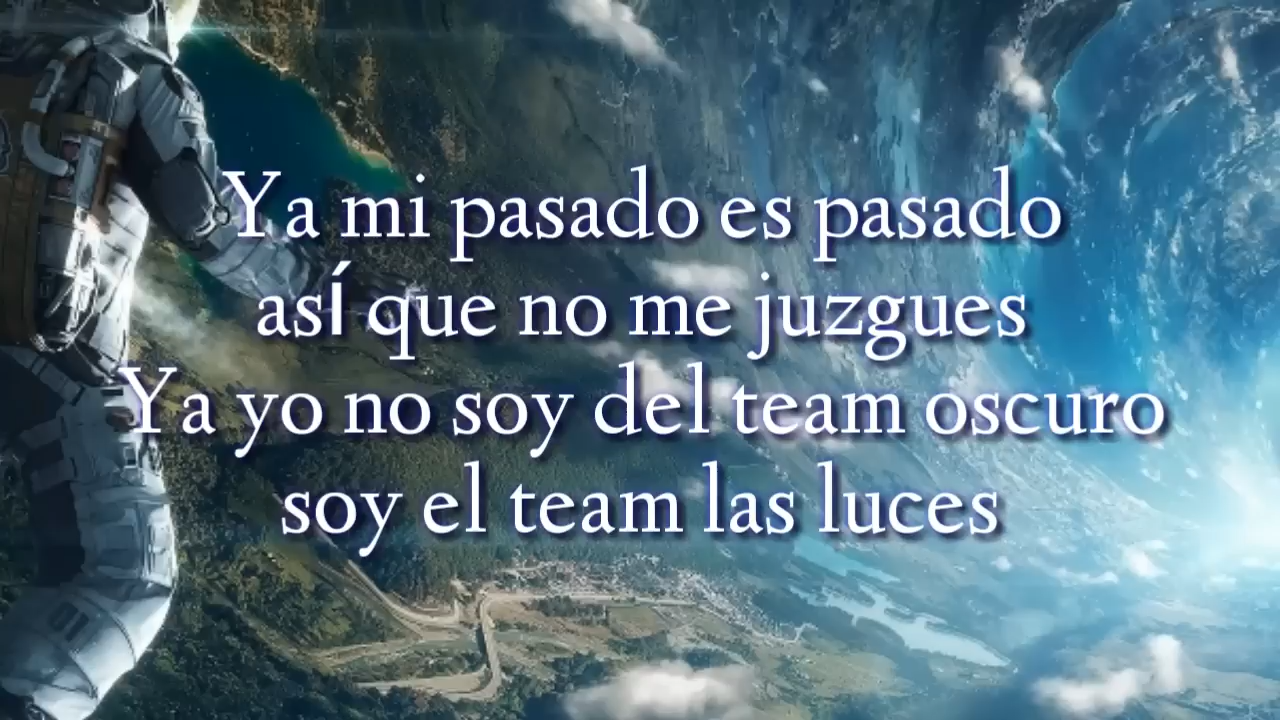 Ya mi pasado es pasado
así que no me juzgues
Ya yo no soy del team oscuro
soy el team las luces
01